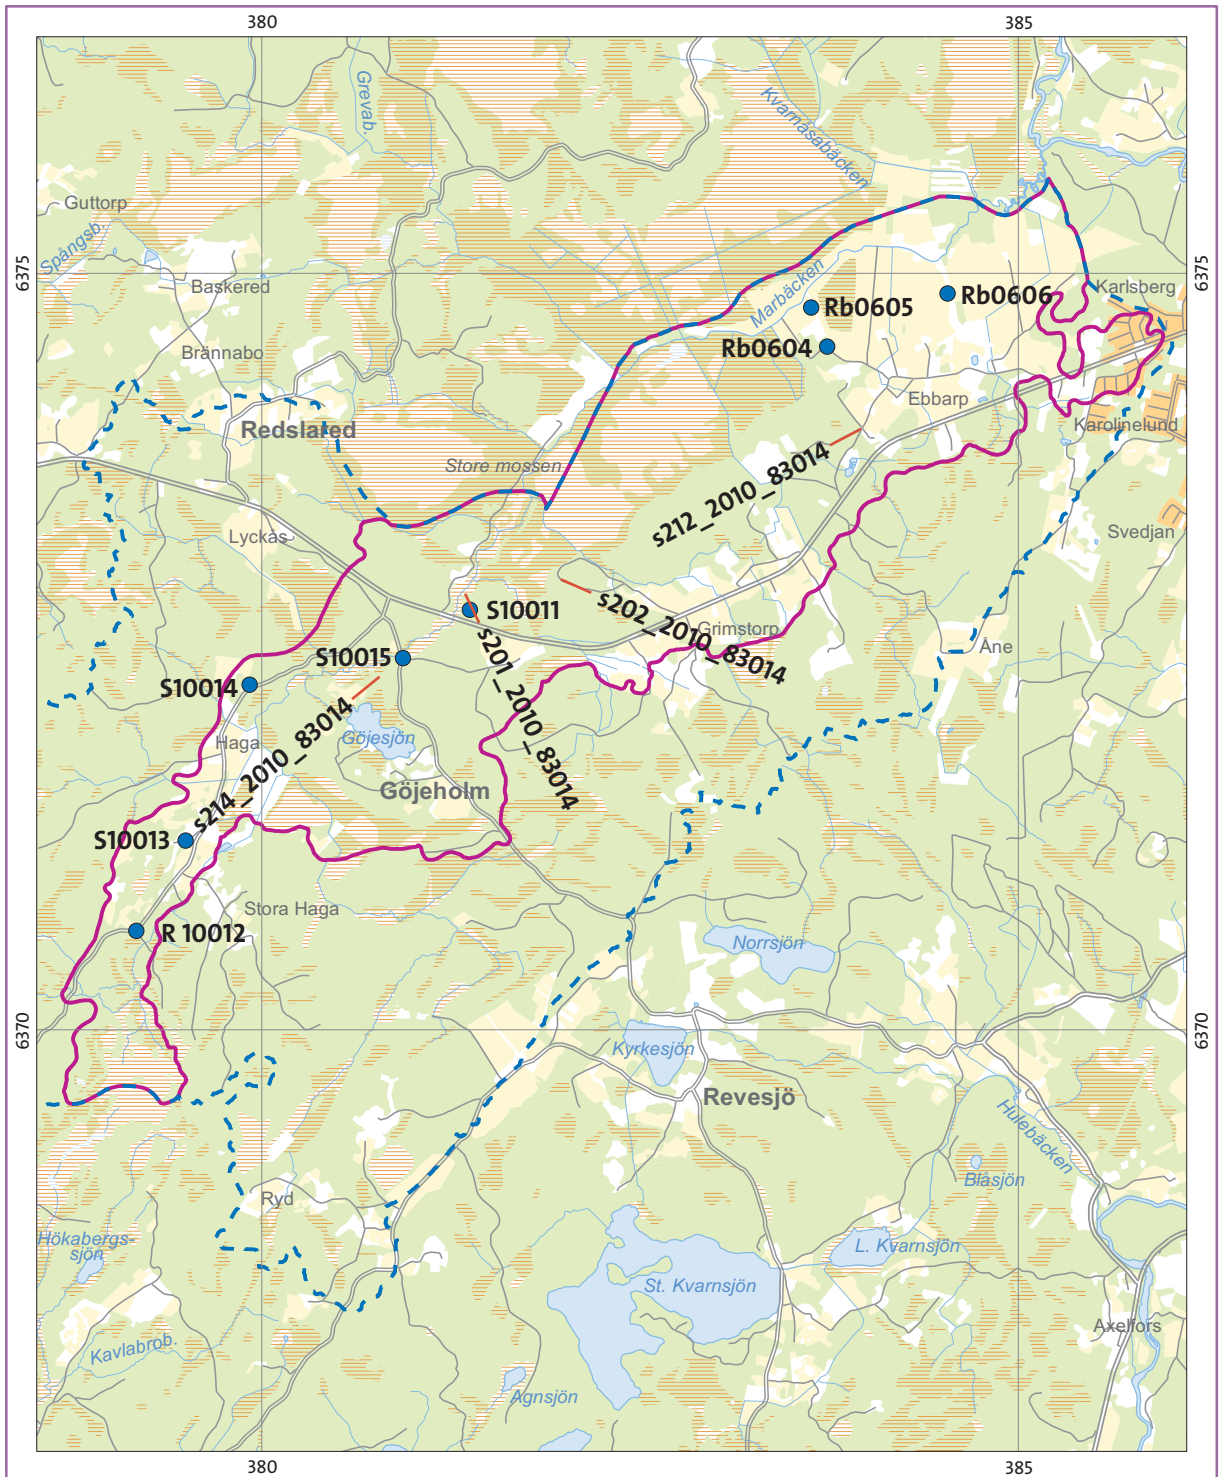 380
385
Grevab.
Kvarnåsabäcken
Guttorp
Spångsb.
6375
6375
Baskered
Marbäcken
Karlsberg
Rb0605
Rb0606
Rb0604
Brännabo
Ebbarp
Redslared
Karolinelund
Store mossen
s212_2010_83014
Lyckås
Svedjan
S10011
s202_2010_83014
Grimstorp
Åne
S10015
s201_2010_83014
S10014
Haga
Göjesjön
s214_2010_83014
Göjeholm
S10013
Stora Haga
R 10012
Norrsjön
6370
6370
Kyrkesjön
Revesjö
Hulebäcken
Blåsjön
Ryd
Hökabergs-
sjön
L. Kvarnsjön
St. Kvarnsjön
Axelfors
Kavlabrob.
Agnsjön
380
385